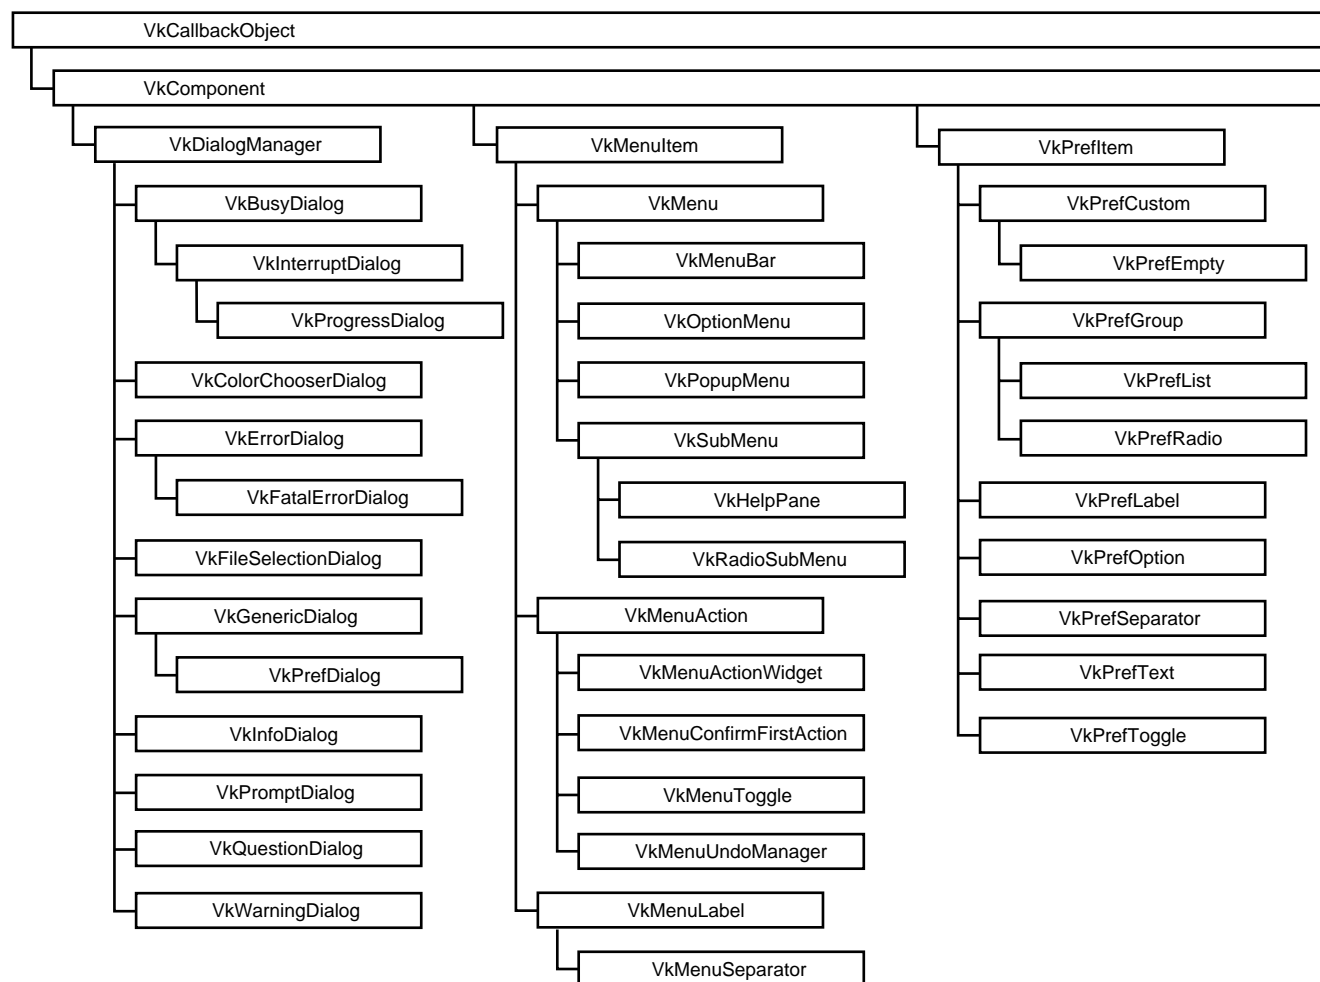 VkCallbackObject
VkComponent
VkDialogManager
VkBusyDialog
VkInterruptDialog
VkProgressDialog
VkColorChooserDialog
VkErrorDialog
VkFatalErrorDialog
VkFileSelectionDialog
VkGenericDialog
VkPrefDialog
VkInfoDialog
VkPromptDialog
VkQuestionDialog
VkWarningDialog
VkMenuItem
VkMenu
VkMenuBar
VkOptionMenu
VkPopupMenu
VkSubMenu
VkHelpPane
VkRadioSubMenu
VkMenuAction
VkMenuActionWidget
VkMenuConfirmFirstAction
VkMenuToggle
VkMenuUndoManager
VkMenuLabel
VkMenuSeparator
VkPrefItem
VkPrefCustom
VkPrefEmpty
VkPrefGroup
VkPrefList
VkPrefRadio
VkPrefLabel
VkPrefOption
VkPrefSeparator
VkPrefText
VkPrefToggle